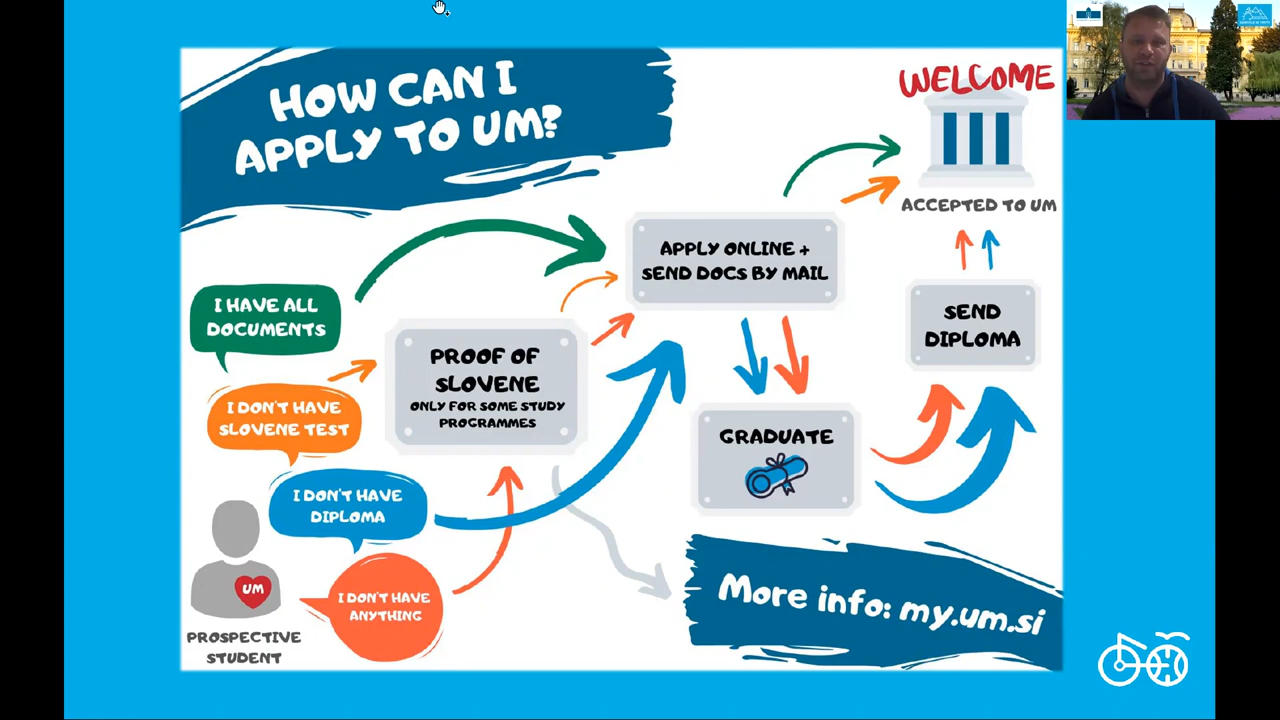 HOW CAN I
APPLY TO UM?
WELCOME
ACCEPTED TO UM
APPLY ONLINE +
SEND DOCS BY MAIL
I HAVE ALL
DOCUMENTS
SEND
DIPLOMA
PROOF OF
SLOVENE
ONLY FOR SOME STUDY
PROGRAMMES
I DON'T HAVE
SLOVENE TEST
GRADUATE
I DON'T HAVE
DIPLOMA
I DON'T HAVE
ANYTHING
UM
PROSPECTIVE
STUDENT
More info: my.um.si